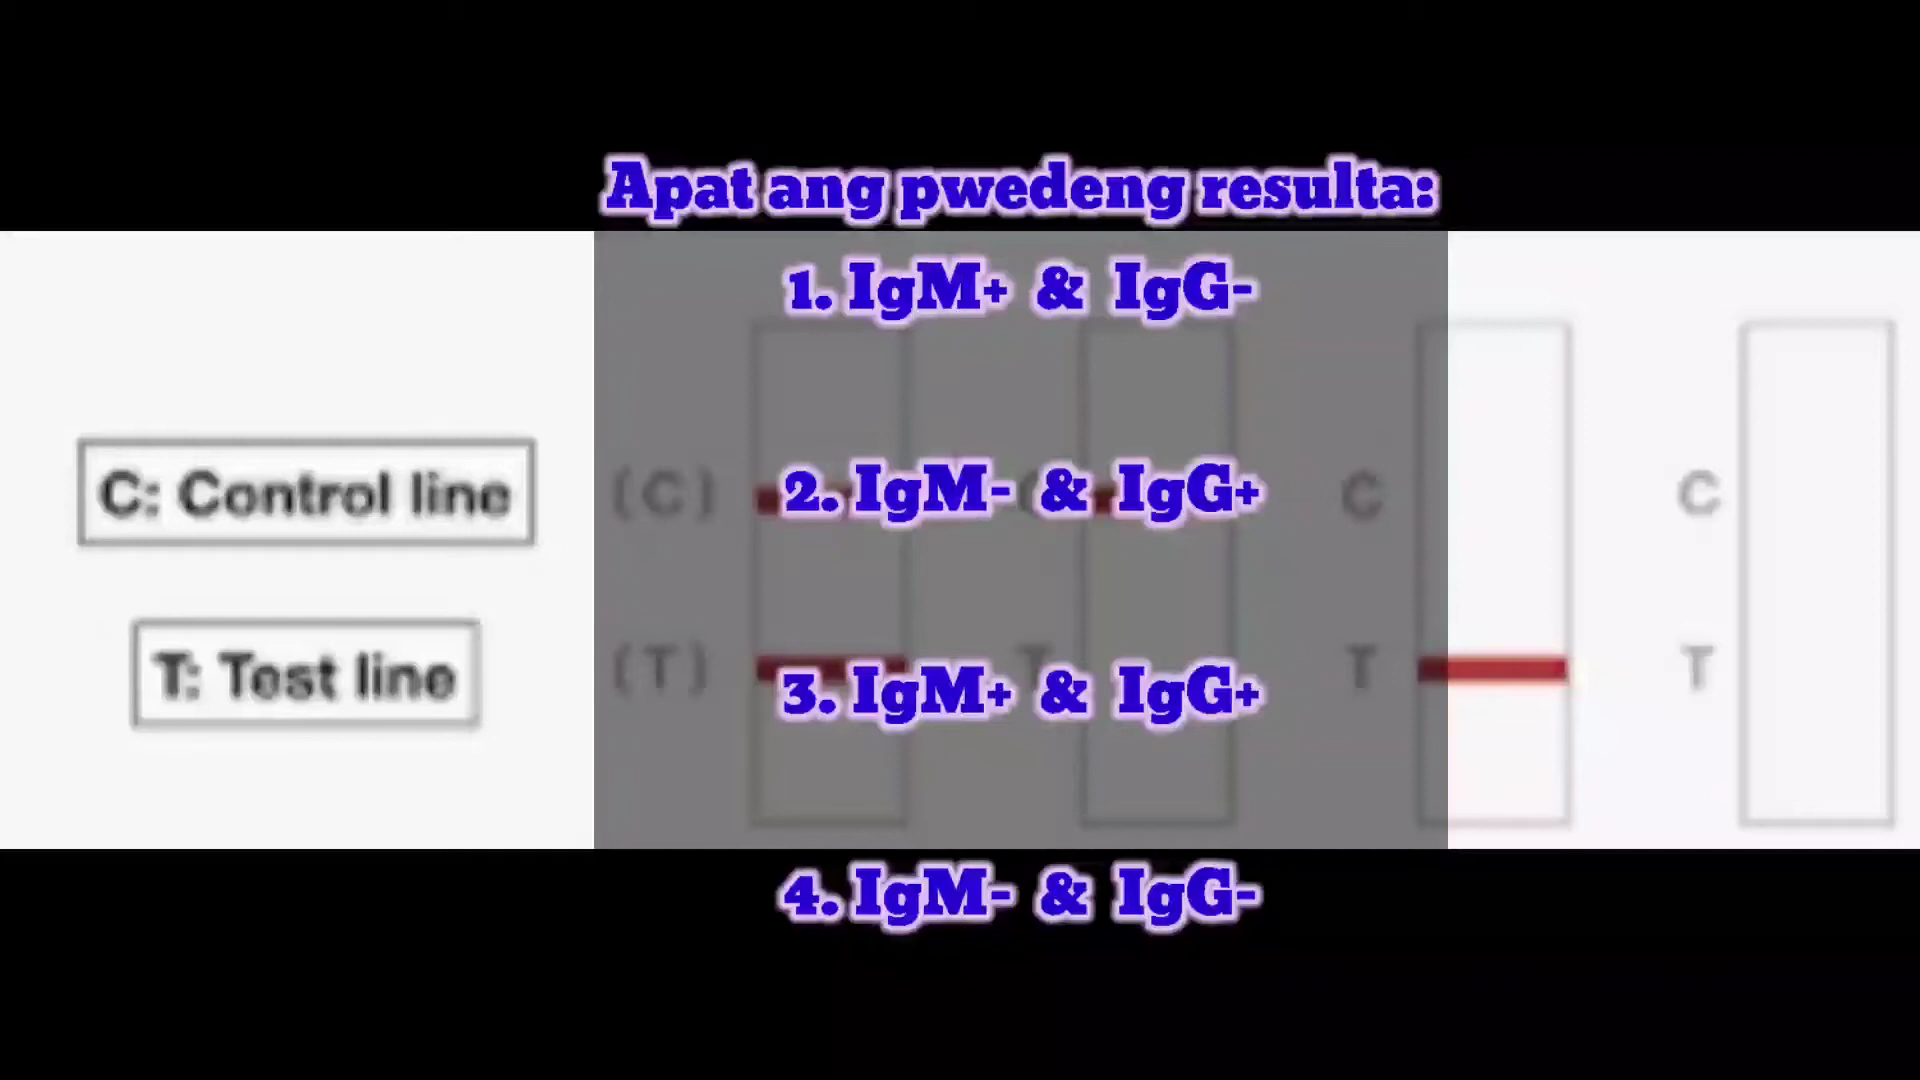 Apat ang pwedeng resulta:
1. IgM+ & IgG-
C: Control line
(C)
2. IgM- & IgG+
C
C
T: Test line
(T)
T
3. IgM+ & IgG+
T
T
4. IgM- & IgG-